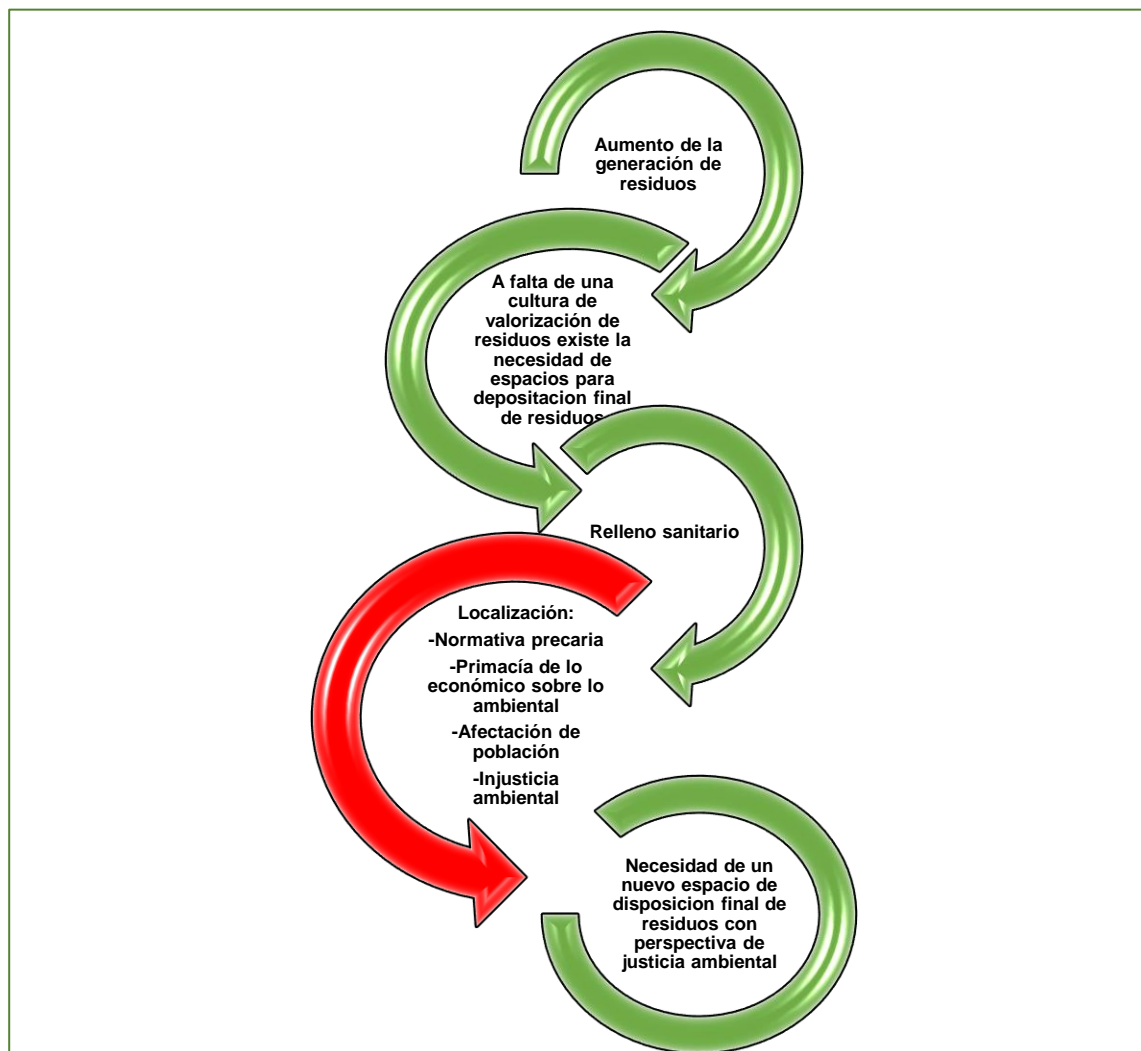 Aumento de la
generación de
residuos
A falta de una
cultura de
valorización de
residuos existe la
necesidad de
espacios para
depositacion final
de residuos
Relleno sanitario
Localización:
-Normativa precaria
-Primacía de lo
económico sobre lo
ambiental
-Afectación de
población
-Injusticia
ambiental
Necesidad de un
nuevo espacio de
disposicion final de
residuos con
perspectiva de
justicia ambiental